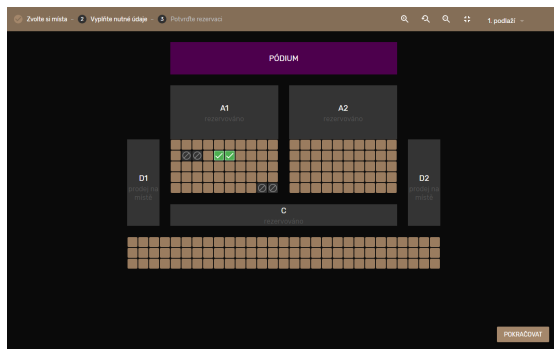 Zvolte si místa - 2 Vyplňte nutné údaje - 3 Potvrďte rezervaci
1. podlaží
PÓDIUM
A1
rezervováno
A2
rezervováno
D1
prodej na
místě
D2
prodej na
místě
C
rezervováno
POKRAČOVAT